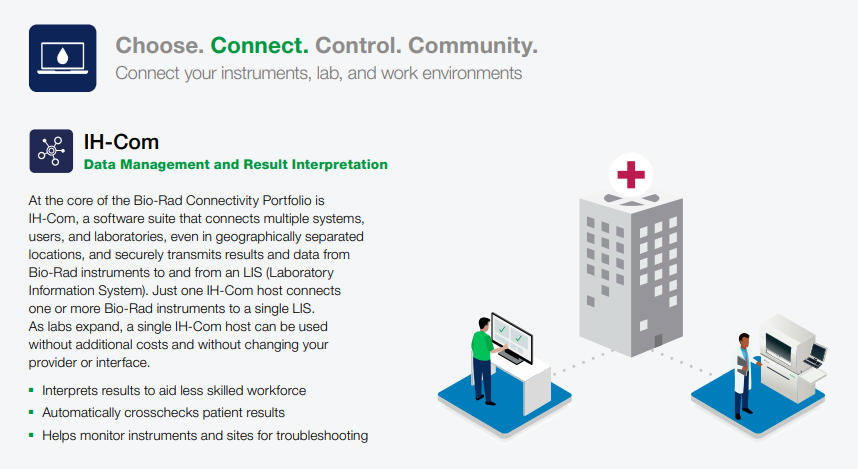 Choose. Connect. Control. Community.
Connect your instruments, lab, and work environments
IH-Com
Data Management and Result Interpretation
At the core of the Bio-Rad Connectivity Portfolio is
IH-Com, a software suite that connects multiple systems,
users, and laboratories, even in geographically separated
locations, and securely transmits results and data from
Bio-Rad instruments to and from an LIS (Laboratory
Information System). Just one IH-Com host connects
one or more Bio-Rad instruments to a single LIS.
As labs expand, a single IH-Com host can be used
without additional costs and without changing your
provider or interface.
▪ Interprets results to aid less skilled workforce
▪ Automatically crosschecks patient results
▪ Helps monitor instruments and sites for troubleshooting